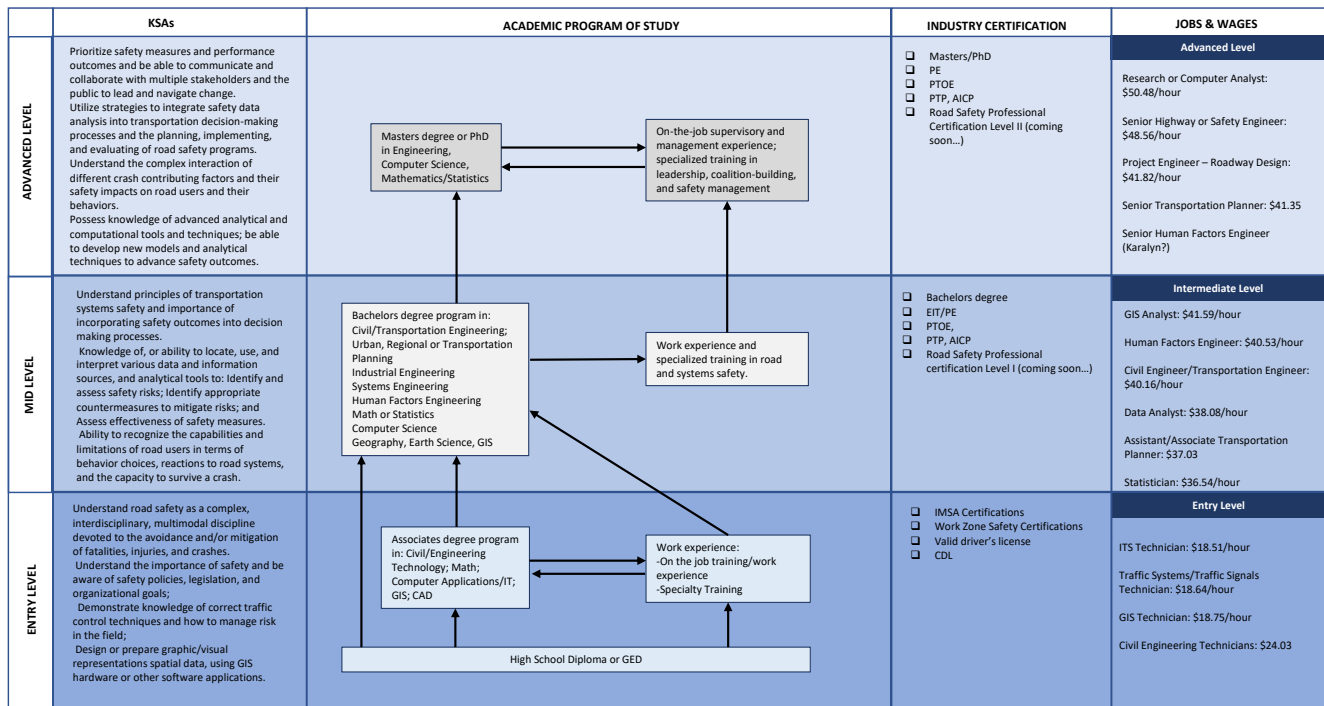 KSAs
ACADEMIC PROGRAM OF STUDY
INDUSTRY CERTIFICATION
JOBS & WAGES
ADVANCED LEVEL
Prioritize safety measures and performance
outcomes and be able to communicate and
collaborate with multiple stakeholders and the
public to lead and navigate change.
Utilize strategies to integrate safety data
analysis into transportation decision-making
processes and the planning, implementing,
and evaluating of road safety programs.
Understand the complex interaction of
different crash contributing factors and their
safety impacts on road users and their
behaviors.
Possess knowledge of advanced analytical and
computational tools and techniques; be able
to develop new models and analytical
techniques to advance safety outcomes.
Masters degree or PhD
in Engineering,
Computer Science,
Mathematics/Statistics
On-the-job supervisory and
management experience;
specialized training in
leadership, coalition-building,
and safety management
❑ Masters/PhD
❑ PE
❑ PTOE
❑ PTP, AICP
❑ Road Safety Professional
Certification Level II (coming
soon…)
Advanced Level
Research or Computer Analyst:
$50.48/hour
Senior Highway or Safety Engineer:
$48.56/hour
Project Engineer – Roadway Design:
$41.82/hour
Senior Transportation Planner: $41.35
Senior Human Factors Engineer
(Karalyn?)
MID LEVEL
Understand principles of transportation
systems safety and importance of
incorporating safety outcomes into decision
making processes.
Knowledge of, or ability to locate, use, and
interpret various data and information
sources, and analytical tools to: Identify and
assess safety risks; Identify appropriate
countermeasures to mitigate risks; and
Assess effectiveness of safety measures.
Ability to recognize the capabilities and
limitations of road users in terms of
behavior choices, reactions to road systems,
and the capacity to survive a crash.
Bachelors degree program in:
Civil/Transportation Engineering;
Urban, Regional or Transportation
Planning
Industrial Engineering
Systems Engineering
Human Factors Engineering
Math or Statistics
Computer Science
Geography, Earth Science, GIS
Work experience and
specialized training in road
and systems safety.
❑ Bachelors degree
❑ EIT/PE
❑ PTOE,
❑ PTP, AICP
❑ Road Safety Professional
certification Level I (coming soon…)
Intermediate Level
GIS Analyst: $41.59/hour
Human Factors Engineer: $40.53/hour
Civil Engineer/Transportation Engineer:
$40.16/hour
Data Analyst: $38.08/hour
Assistant/Associate Transportation
Planner: $37.03
Statistician: $36.54/hour
ENTRY LEVEL
Understand road safety as a complex,
interdisciplinary, multimodal discipline
devoted to the avoidance and/or mitigation
of fatalities, injuries, and crashes.
Understand the importance of safety and be
aware of safety policies, legislation, and
organizational goals;
Demonstrate knowledge of correct traffic
control techniques and how to manage risk
in the field;
Design or prepare graphic/visual
representations spatial data, using GIS
hardware or other software applications.
Associates degree program
in: Civil/Engineering
Technology; Math;
Computer Applications/IT;
GIS; CAD
Work experience:
-On the job training/work
experience
-Specialty Training
High School Diploma or GED
❑ IMSA Certifications
❑ Work Zone Safety Certifications
❑ Valid driver's license
❑ CDL
Entry Level
ITS Technician: $18.51/hour
Traffic Systems/Traffic Signals
Technician: $18.64/hour
GIS Technician: $18.75/hour
Civil Engineering Technicians: $24.03